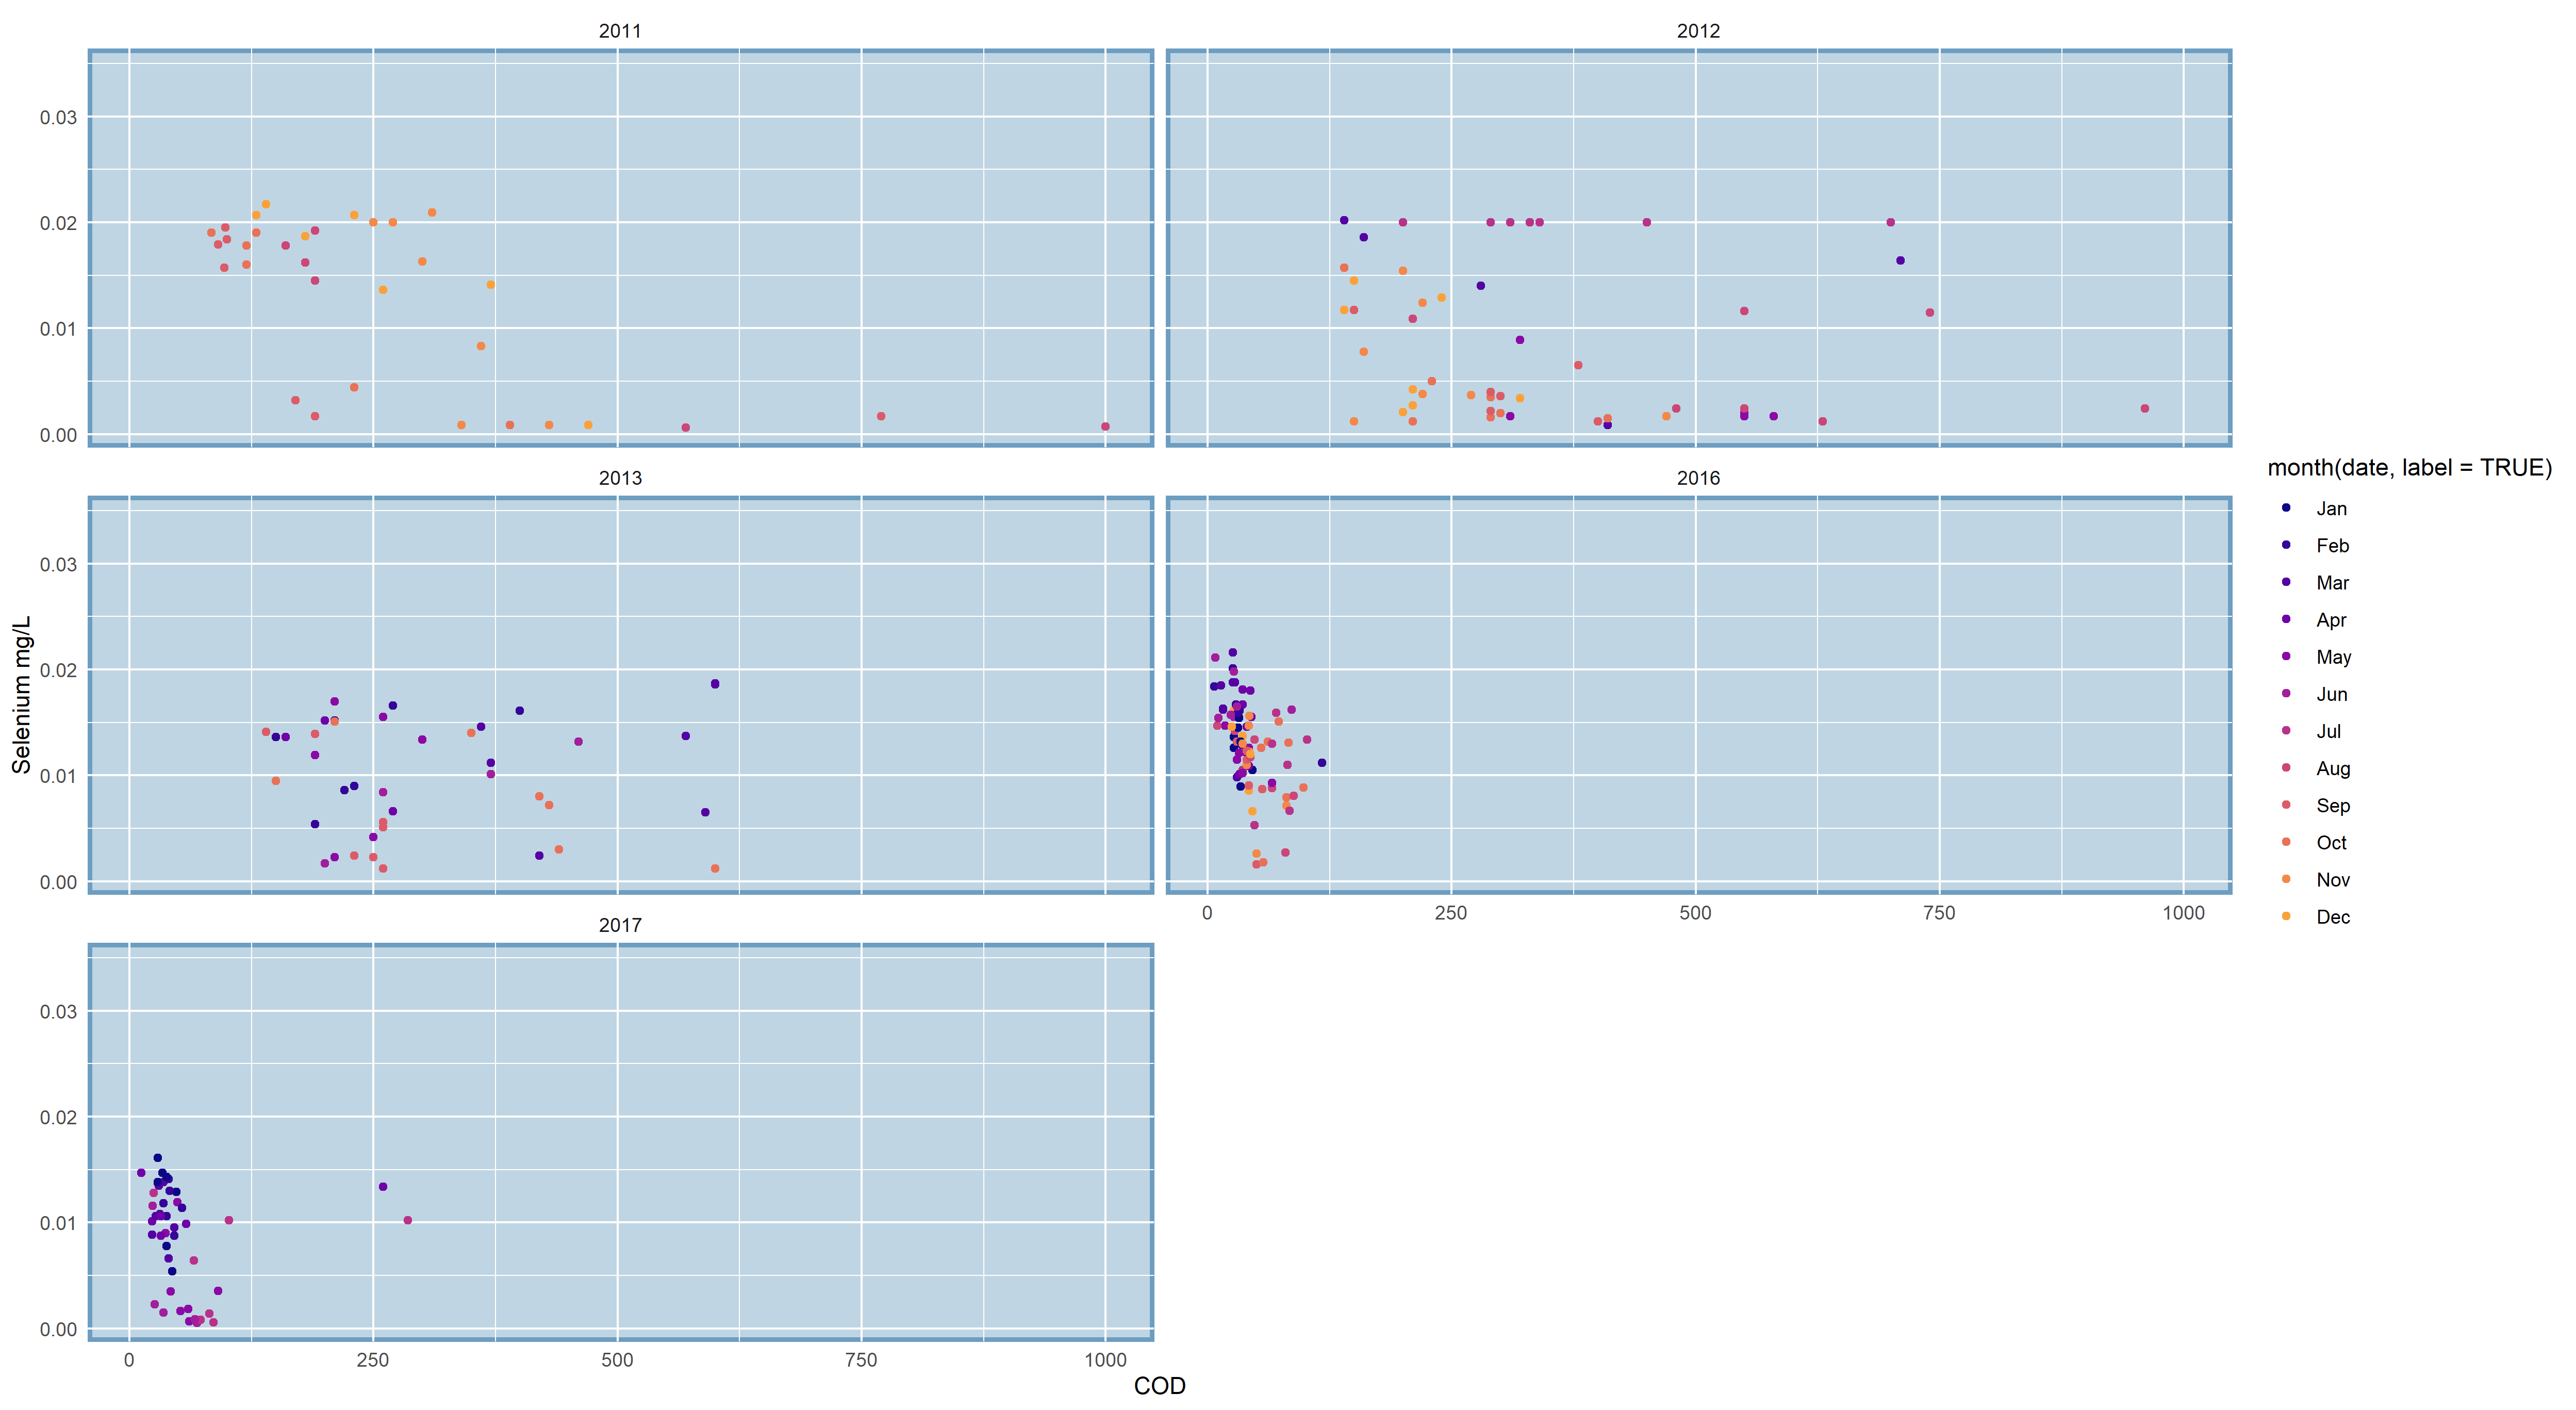 2011
2012
0.03
0.02
0.01
0.00
2013
2016
month(date, label = TRUE)
Jan
Feb
Mar
Apr
May
Jun
Jul
Aug
Sep
Oct
Nov
Dec
Selenium mg/L
0.03
0.02
0.01
0.00
0 250 500 750 1000
2017
0.03
0.02
0.01
0.00
0 250 500 750 1000
COD